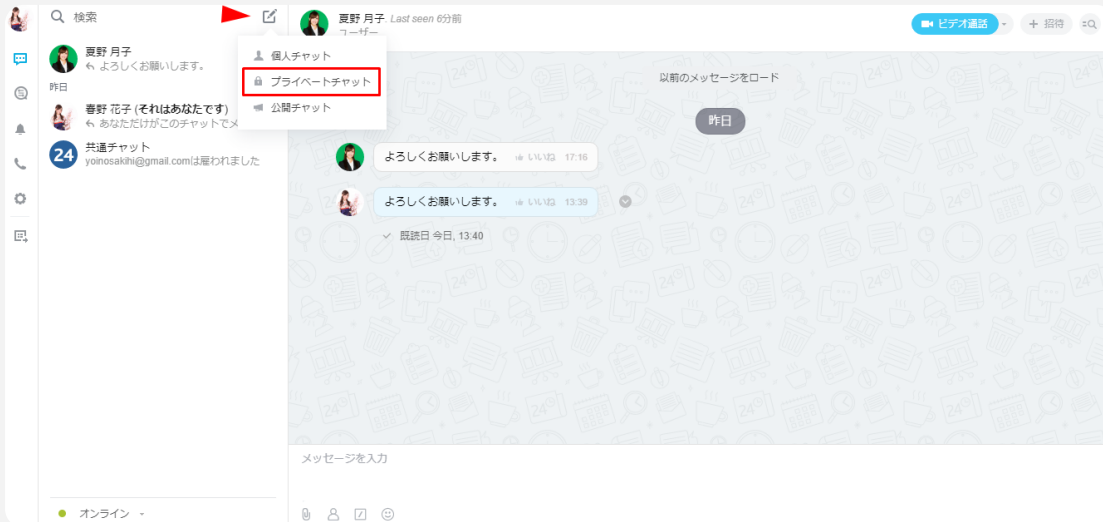 検索
夏野 月子
よろしくお願いします。
昨日
春野 花子 (それはあなたです)
あなただけがこのチャットでメ
24
共通チャット
yoinosakihi@gmail.comは雇われました
オンライン
個人チャット
プライベートチャット
公開チャット
夏野 月子. Last seen 6分前
ユーザー
ビデオ通話
+ 招待
以前のメッセージをロード
昨日
よろしくお願いします。 いいね 17:16
よろしくお願いします。 いいね 13:39
既読日 今日, 13:40
メッセージを入力